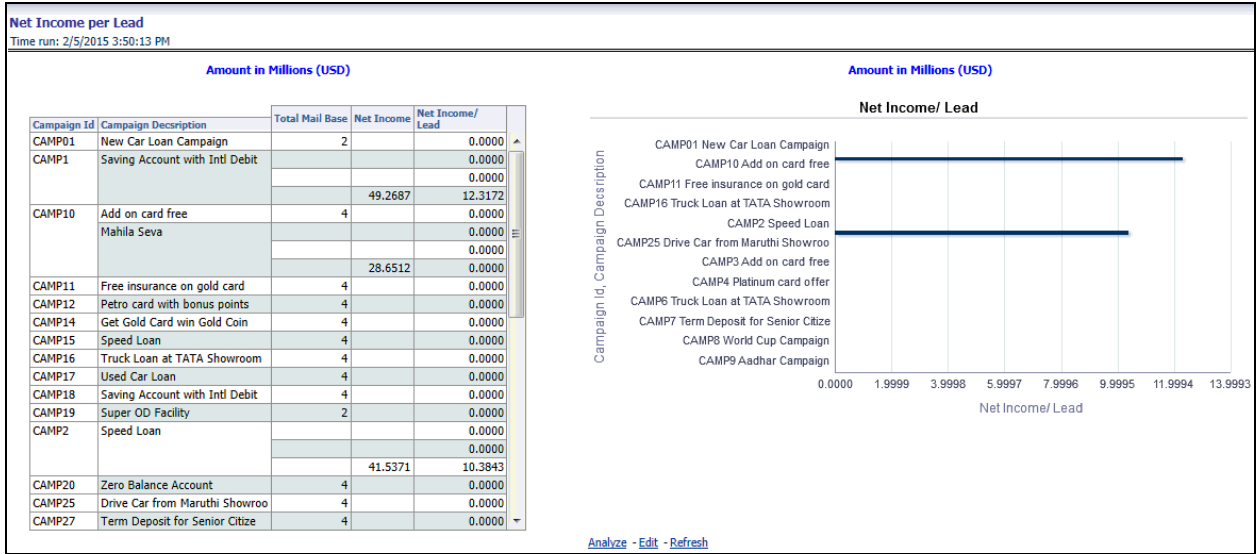 Net Income per Lead
Time run: 2/5/2015 3:50:13 PM
Amount in Millions (USD)
Campaign Id Campaign Decsription Total Mail Base Net Income Net Income/ Lead
CAMP01 New Car Loan Campaign 2 0.0000
CAMP1 Saving Account with Intl Debit 0.0000
0.0000
49.2687 12.3172
CAMP10 Add on card free 4 0.0000
Mahila Seva 0.0000
0.0000
28.6512 0.0000
CAMP11 Free insurance on gold card 4 0.0000
CAMP12 Petro card with bonus points 4 0.0000
CAMP14 Get Gold Card win Gold Coin 4 0.0000
CAMP15 Speed Loan 4 0.0000
CAMP16 Truck Loan at TATA Showroom 4 0.0000
CAMP17 Used Car Loan 4 0.0000
CAMP18 Saving Account with Intl Debit 4 0.0000
CAMP19 Super OD Facility 2 0.0000
CAMP2 Speed Loan 0.0000
0.0000
41.5371 10.3843
CAMP20 Zero Balance Account 4 0.0000
CAMP25 Drive Car from Maruthi Showroo 4 0.0000
CAMP27 Term Deposit for Senior Citize 4 0.0000
Amount in Millions (USD)
Net Income/ Lead
Campaign Id, Campaign Decsription
CAMP01 New Car Loan Campaign
CAMP10 Add on card free
CAMP11 Free insurance on gold card
CAMP16 Truck Loan at TATA Showroom
CAMP2 Speed Loan
CAMP25 Drive Car from Maruthi Showroo
CAMP3 Add on card free
CAMP4 Platinum card offer
CAMP6 Truck Loan at TATA Showroom
CAMP7 Term Deposit for Senior Citize
CAMP8 World Cup Campaign
CAMP9 Aadhar Campaign
0.0000 1.9999 3.9998 5.9997 7.9996 9.9995 11.9994 13.9993
Net Income/ Lead
Analyze - Edit - Refresh